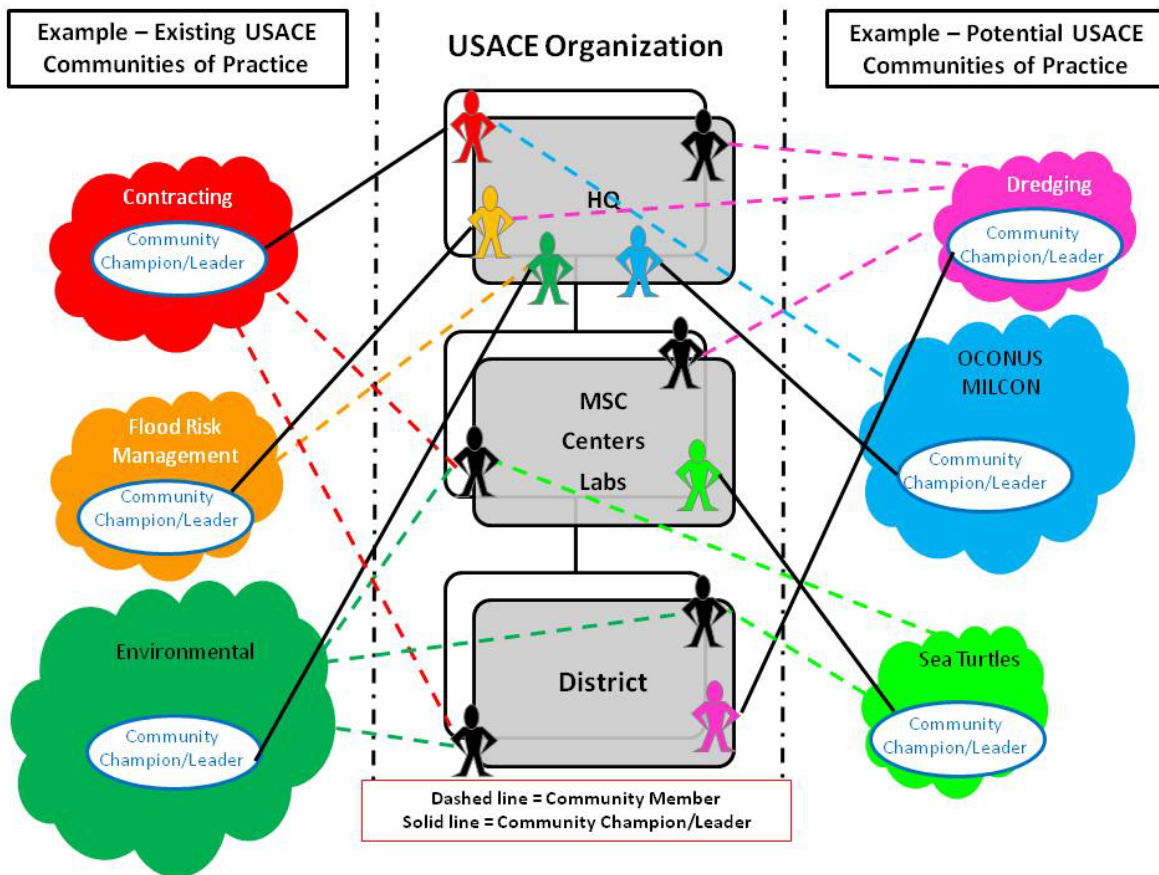 Example – Existing USACE
Communities of Practice
USACE Organization
Example – Potential USACE
Communities of Practice
Contracting
Community
Champion/Leader
Flood Risk
Management
Community
Champion/Leader
Environmental
Community
Champion/Leader
HQ
MSC
Centers
Labs
District
Dredging
Community
Champion/Leader
OCONUS
MILCON
Community
Champion/Leader
Sea Turtles
Community
Champion/Leader
Dashed line = Community Member
Solid line = Community Champion/Leader